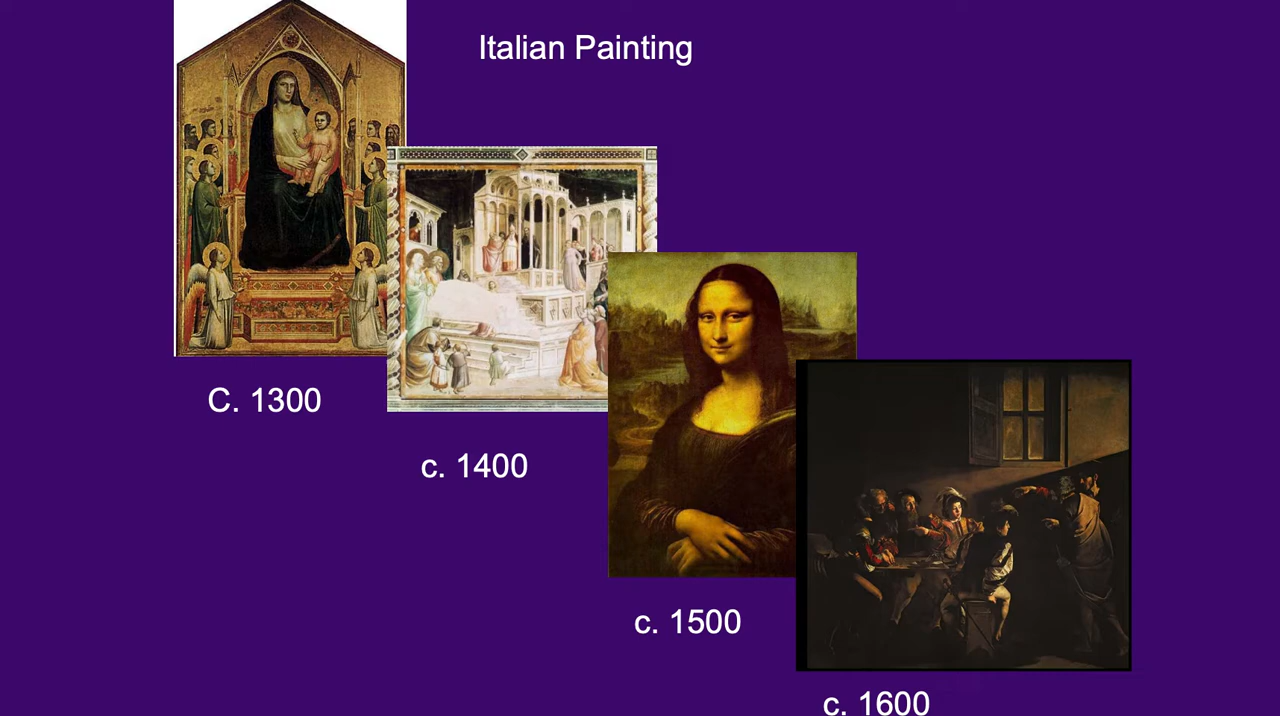 Italian Painting
C. 1300
c. 1400
c. 1500
c. 1600